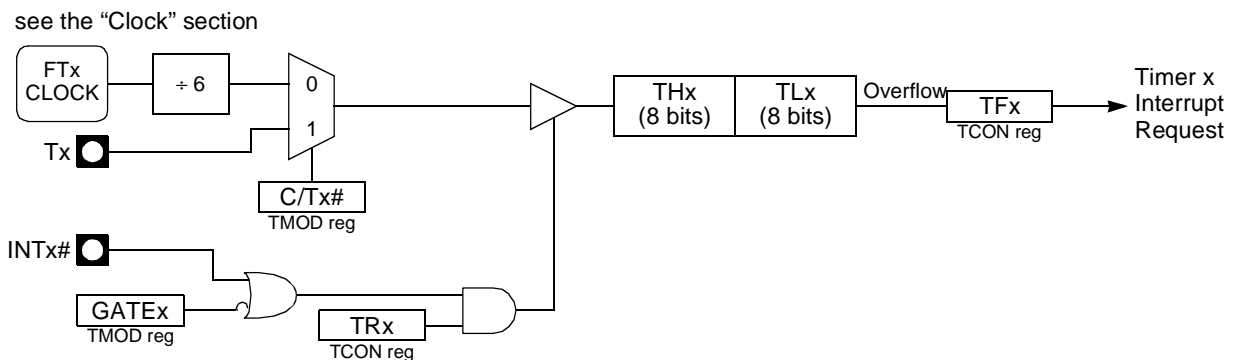 see the “Clock” section
FTx
CLOCK
÷ 6
0
1
Tx
C/Tx#
TMOD reg
THx
(8 bits)
TLx
(8 bits)
Overflow
TFx
TCON reg
Timer x
Interrupt
Request
INTx#
GATEx
TMOD reg
TRx
TCON reg